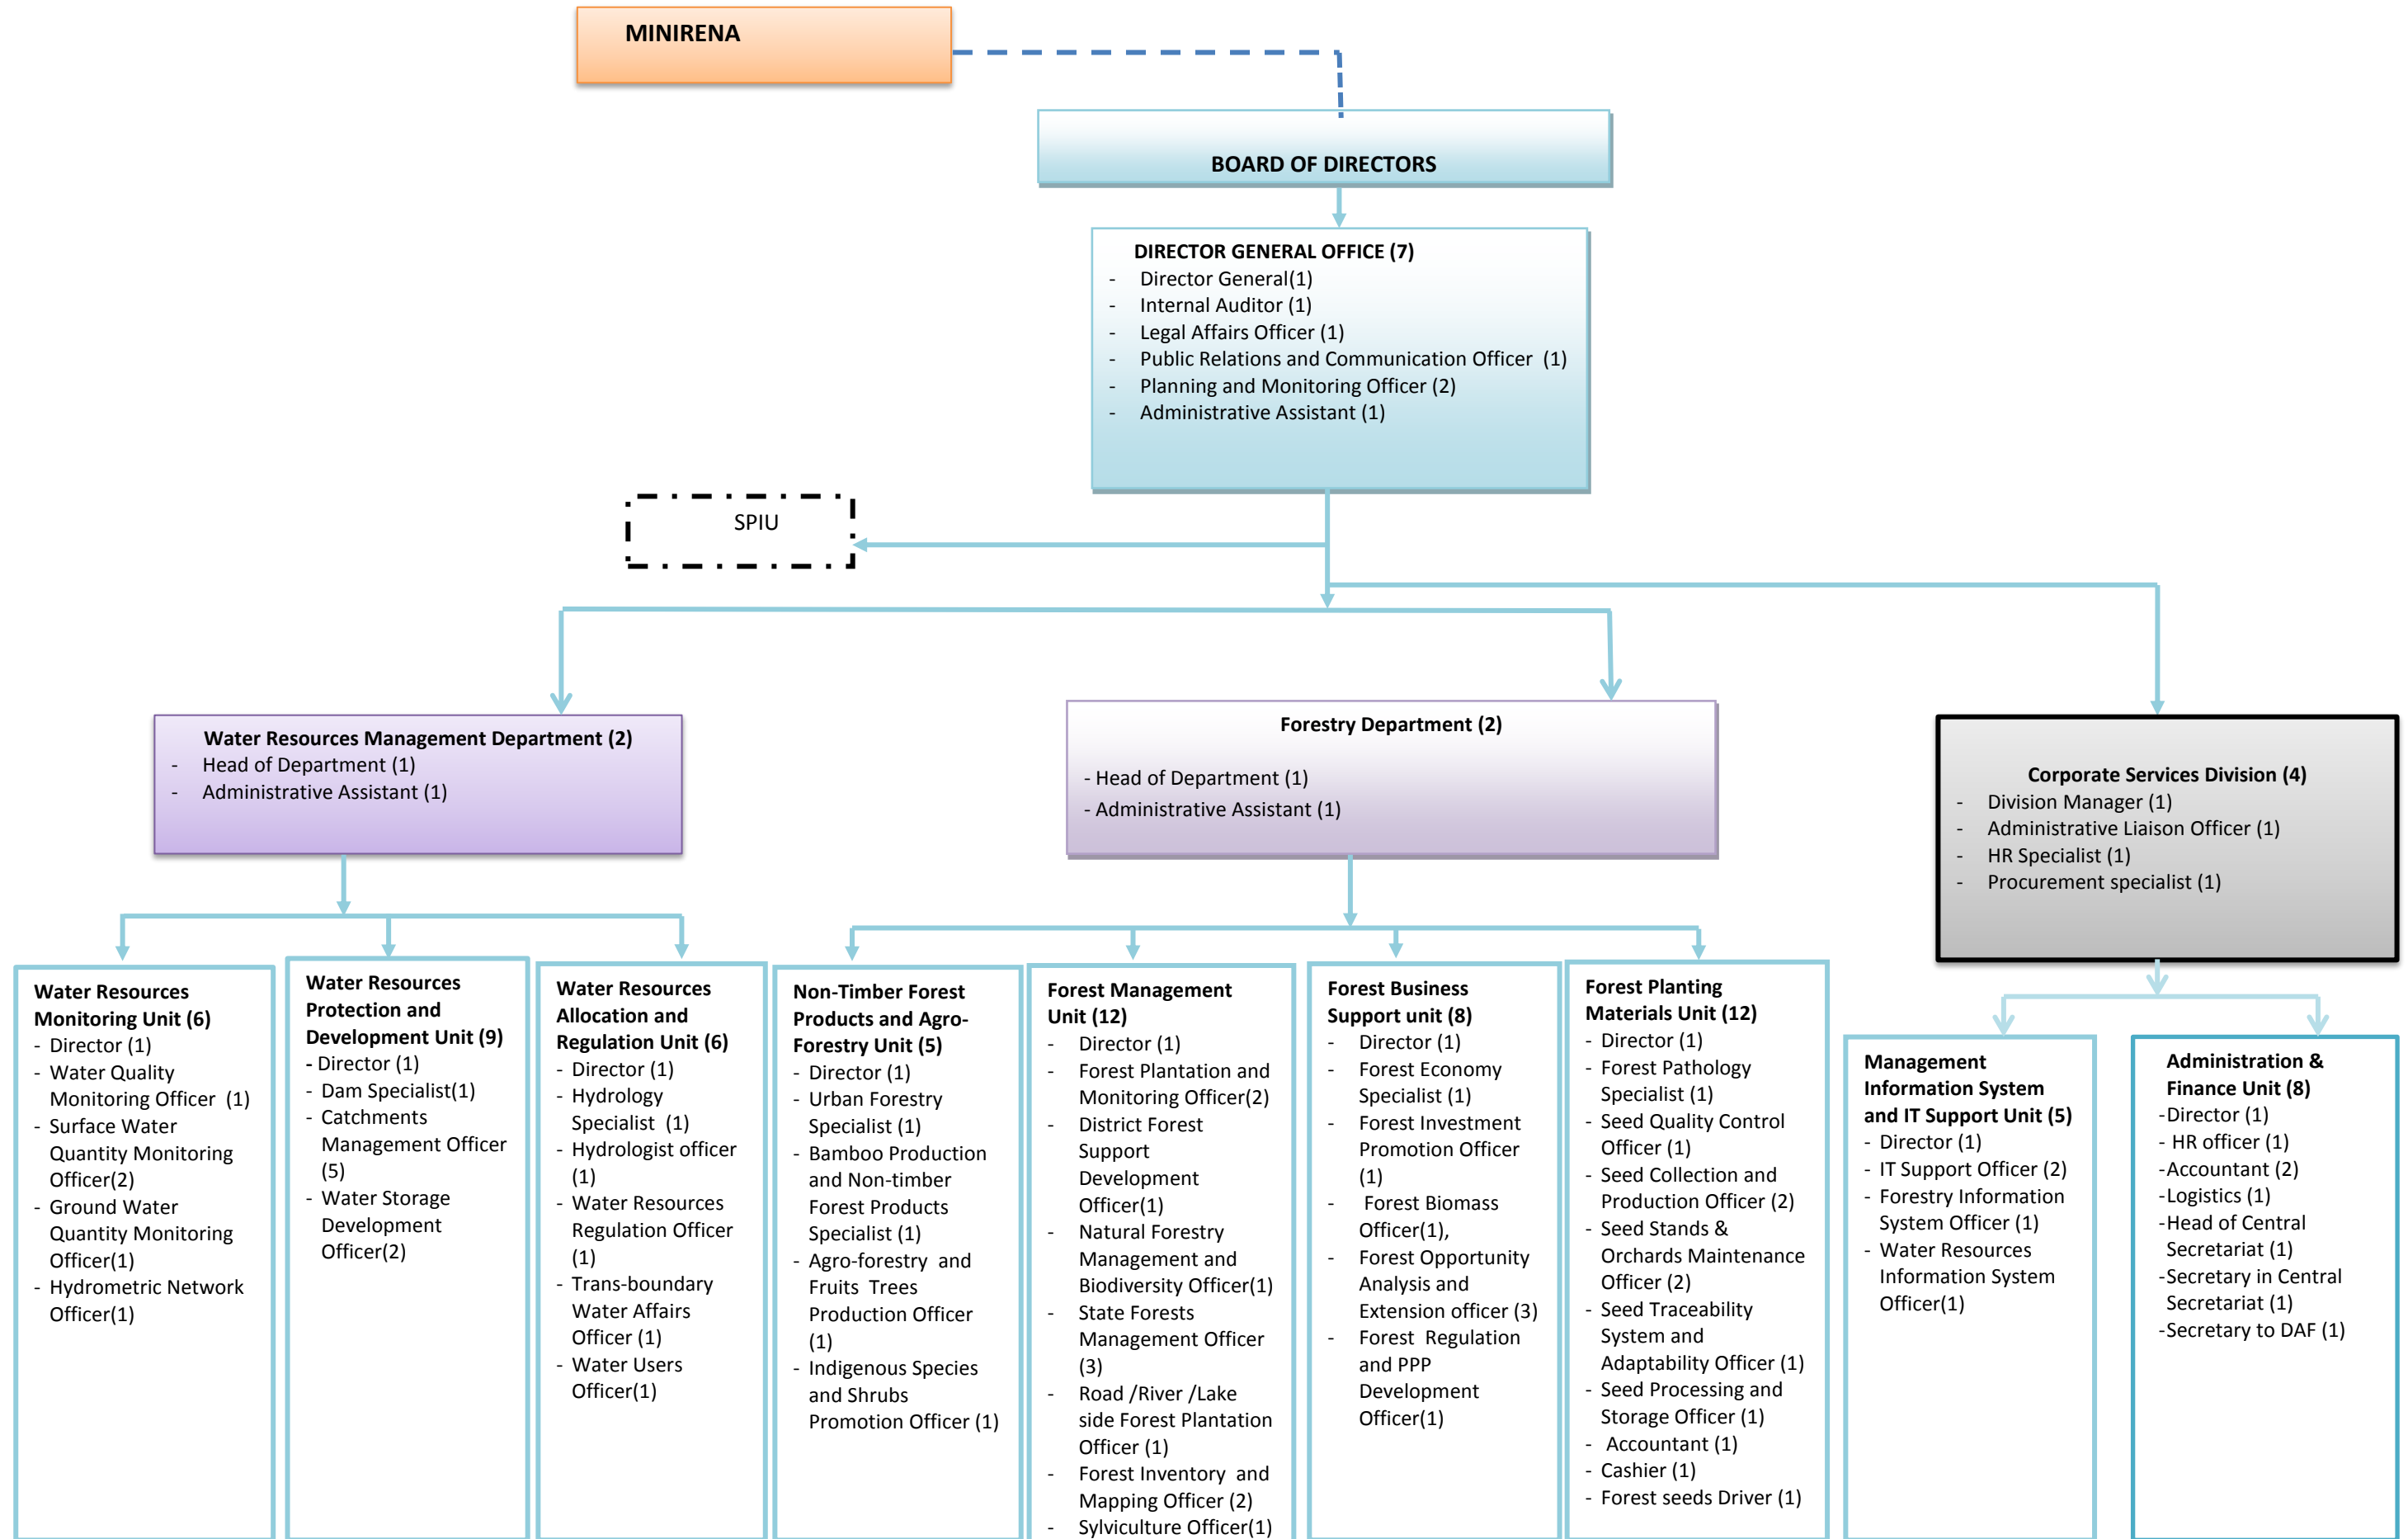 MINIRENA
BOARD OF DIRECTORS
DIRECTOR GENERAL OFFICE (7)
- Director General(1)
- Internal Auditor (1)
- Legal Affairs Officer (1)
- Public Relations and Communication Officer (1)
- Planning and Monitoring Officer (2)
- Administrative Assistant (1)
SPIU
Water Resources Management Department (2)
- Head of Department (1)
- Administrative Assistant (1)
Forestry Department (2)
- Head of Department (1)
- Administrative Assistant (1)
Corporate Services Division (4)
- Division Manager (1)
- Administrative Liaison Officer (1)
- HR Specialist (1)
- Procurement specialist (1)
Water Resources
Monitoring Unit (6)
- Director (1)
- Water Quality
Monitoring Officer (1)
- Surface Water
Quantity Monitoring
Officer(2)
- Ground Water
Quantity Monitoring
Officer(1)
- Hydrometric Network
Officer(1)
Water Resources
Protection and
Development Unit (9)
- Director (1)
- Dam Specialist(1)
- Catchments
Management Officer
(5)
- Water Storage
Development
Officer(2)
Water Resources
Allocation and
Regulation Unit (6)
- Director (1)
- Hydrology
Specialist (1)
- Hydrologist officer
(1)
- Water Resources
Regulation Officer
(1)
- Trans-boundary
Water Affairs
Officer (1)
- Water Users
Officer(1)
Non-Timber Forest
Products and Agro-
Forestry Unit (5)
- Director (1)
- Urban Forestry
Specialist (1)
- Bamboo Production
and Non-timber
Forest Products
Specialist (1)
- Agro-forestry and
Fruits Trees
Production Officer
(1)
- Indigenous Species
and Shrubs
Promotion Officer (1)
Forest Management
Unit (12)
- Director (1)
- Forest Plantation and
Monitoring Officer(2)
- District Forest
Support
Development
Officer(1)
- Natural Forestry
Management and
Biodiversity Officer(1)
- State Forests
Management Officer
(3)
- Road /River /Lake
side Forest Plantation
Officer (1)
- Forest Inventory and
Mapping Officer (2)
- Sylviculture Officer(1)
Forest Business
Support unit (8)
- Director (1)
- Forest Economy
Specialist (1)
- Forest Investment
Promotion Officer
(1)
- Forest Biomass
Officer(1),
- Forest Opportunity
Analysis and
Extension officer (3)
- Forest Regulation
and PPP
Development
Officer(1)
Forest Planting
Materials Unit (12)
- Director (1)
- Forest Pathology
Specialist (1)
- Seed Quality Control
Officer (1)
- Seed Collection and
Production Officer (2)
- Seed Stands &
Orchards Maintenance
Officer (2)
- Seed Traceability
System and
Adaptability Officer (1)
- Seed Processing and
Storage Officer (1)
- Accountant (1)
- Cashier (1)
- Forest seeds Driver (1)
Management
Information System
and IT Support Unit (5)
- Director (1)
- IT Support Officer (2)
- Forestry Information
System Officer (1)
- Water Resources
Information System
Officer(1)
Administration &
Finance Unit (8)
-Director (1)
- HR officer (1)
-Accountant (2)
-Logistics (1)
-Head of Central
Secretariat (1)
-Secretary in Central
Secretariat (1)
-Secretary to DAF (1)